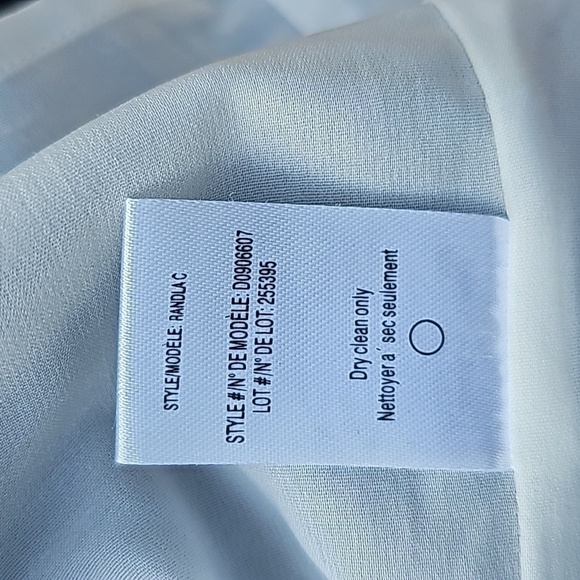 STYLE/MODÈLE: RANDLA C
STYLE #/N° DE MODÈLE: D0906607
LOT #/N° DE LOT: 255395
Dry clean only
Nettoyer a´ sec seulement